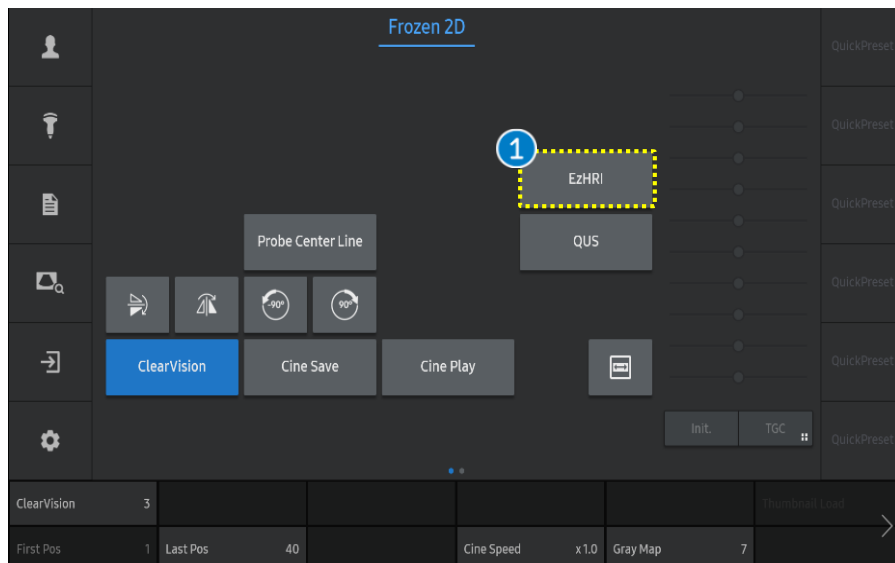 Frozen 2D
QuickPreset
QuickPreset
1
EzHRI
QuickPreset
Probe Center Line
QUS
-90°
90°
QuickPreset
ClearVision
Cine Save
Cine Play
QuickPreset
Init.
TGC
QuickPreset
ClearVision 3
Thumbnail Load
First Pos 1
Last Pos 40
Cine Speed x1.0
Gray Map 7